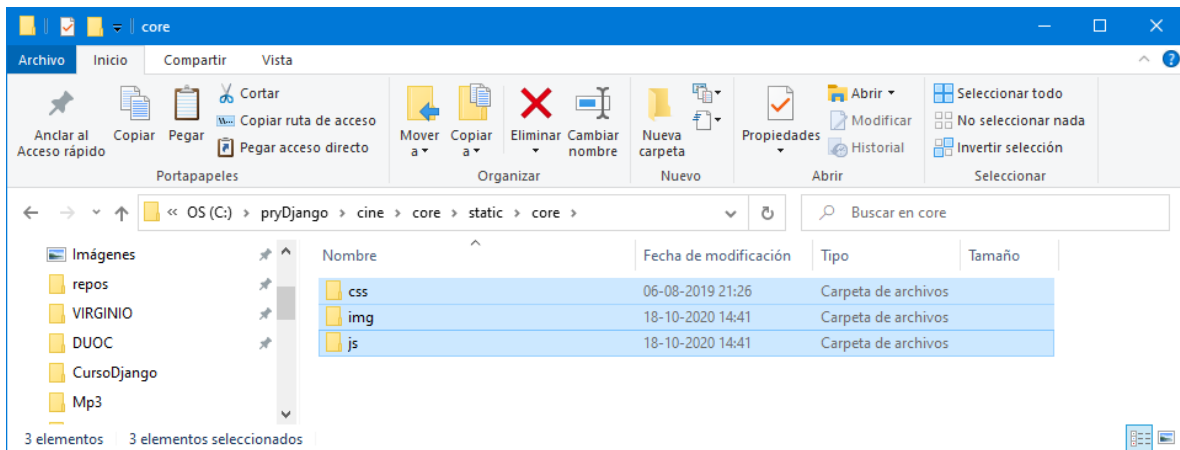 core
Archivo Inicio Compartir Vista
Anclar al Acceso rápido
Copiar
Pegar
Cortar
Copiar ruta de acceso
Pegar acceso directo
Portapapeles
Mover a
Copiar a
Eliminar
Cambiar nombre
Organizar
Nueva carpeta
Nuevo
Propiedades
Abrir
Modificar
Historial
Abrir
Seleccionar todo
No seleccionar nada
Invertir selección
Seleccionar
« OS (C:) › pryDjango › cine › core › static › core ›
Buscar en core
Imágenes
repos
VIRGINIO
DUOC
CursoDjango
Mp3
Nombre Fecha de modificación Tipo Tamaño
css 06-08-2019 21:26 Carpeta de archivos
img 18-10-2020 14:41 Carpeta de archivos
js 18-10-2020 14:41 Carpeta de archivos
3 elementos 3 elementos seleccionados